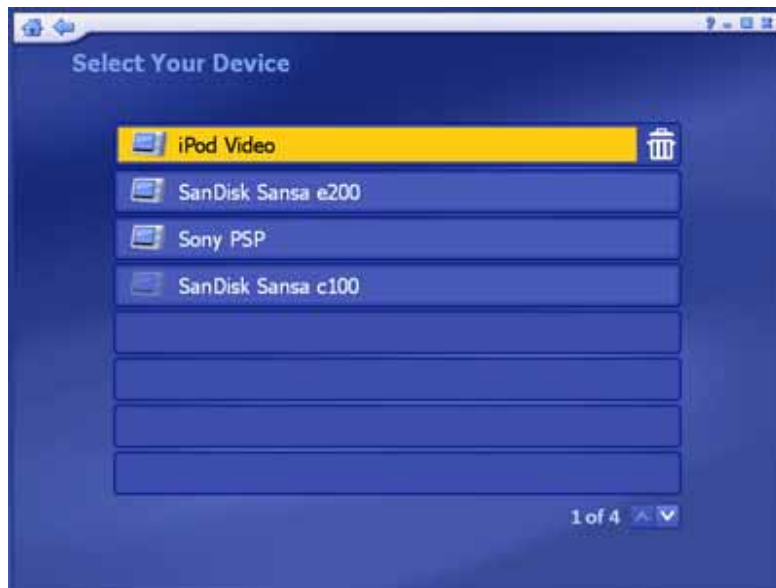 Select Your Device
iPod Video
SanDisk Sansa e200
Sony PSP
SanDisk Sansa c100
1 of 4